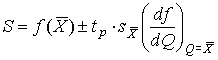 S = f(X̅) ± t_p · s_X̅ (df/dQ)_{Q=X̅}